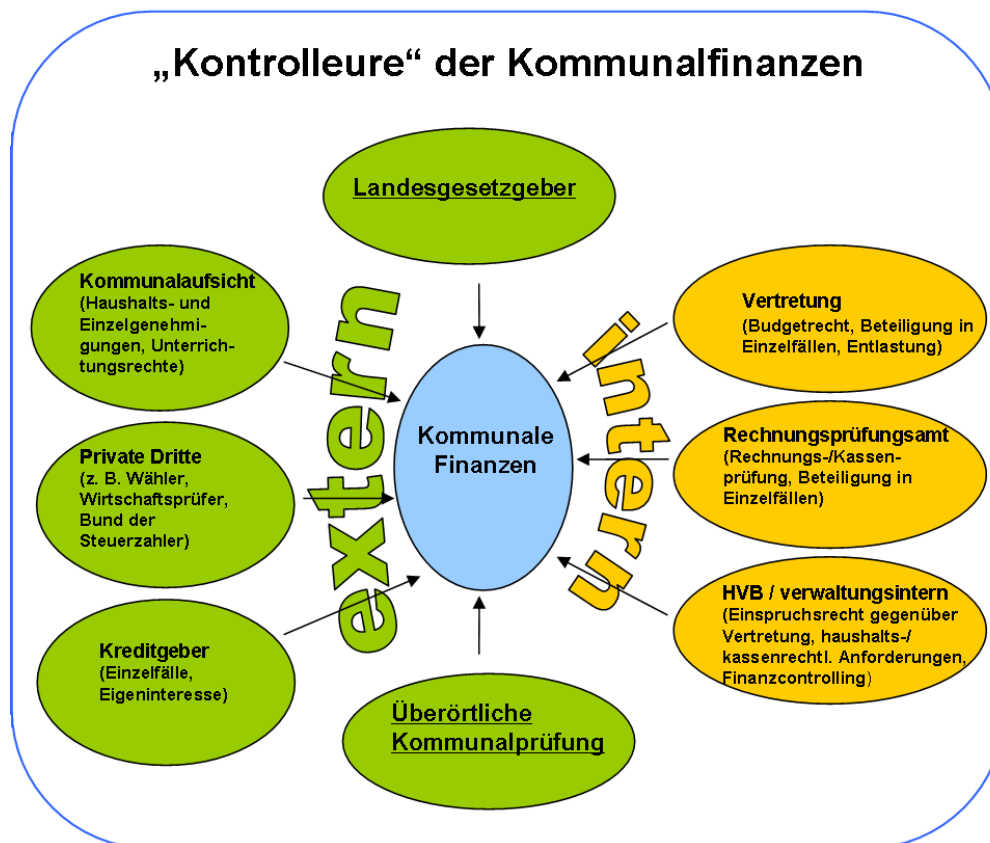 „Kontrolleure“ der Kommunalfinanzen
Landesgesetzgeber
Kommunalaufsicht
(Haushalts- und
Einzelgenehmi-
gungen, Unterrich-
tungsrechte)
Private Dritte
(z. B. Wähler,
Wirtschaftsprüfer,
Bund der
Steuerzahler)
Kreditgeber
(Einzelfälle,
Eigeninteresse)
extern
Kommunale
Finanzen
intern
Vertretung
(Budgetrecht, Beteiligung in
Einzelfällen, Entlastung)
Rechnungsprüfungsamt
(Rechnungs-/Kassen-
prüfung, Beteiligung in
Einzelfällen)
HVB / verwaltungsintern
(Einspruchsrecht gegenüber
Vertretung, haushalts-/
kassenrechtl. Anforderungen,
Finanzcontrolling)
Überörtliche
Kommunalprüfung